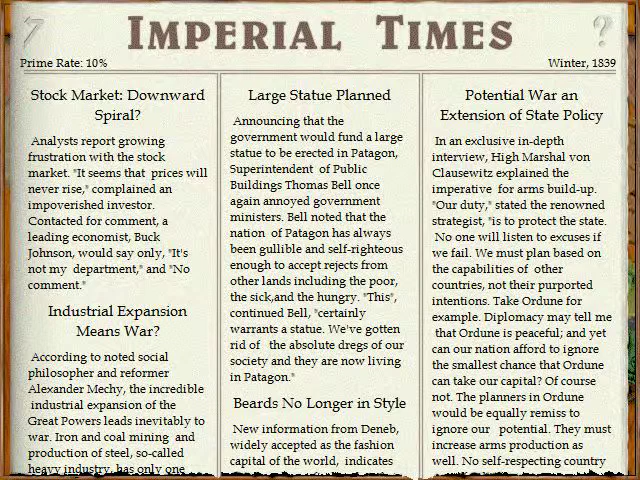 IMPERIAL TIMES
?
Prime Rate: 10%
Winter, 1839
Stock Market: Downward
Spiral?
Analysts report growing
frustration with the stock
market. "It seems that prices will
never rise," complained an
impoverished investor.
Contacted for comment, a
leading economist, Buck
Johnson, would say only, "It's
not my department," and "No
comment."
Industrial Expansion
Means War?
According to noted social
philosopher and reformer
Alexander Mechy, the incredible
industrial expansion of the
Great Powers leads inevitably to
war. Iron and coal mining and
production of steel, so-called
heavy industry, has only one
Large Statue Planned
Announcing that the
government would fund a large
statue to be erected in Patagon,
Superintendent of Public
Buildings Thomas Bell once
again annoyed government
ministers. Bell noted that the
nation of Patagon has always
been gullible and self-righteous
enough to accept rejects from
other lands including the poor,
the sick,and the hungry. "This",
continued Bell, "certainly
warrants a statue. We've gotten
rid of the absolute dregs of our
society and they are now living
in Patagon."
Beards No Longer in Style
New information from Deneb,
widely accepted as the fashion
capital of the world, indicates
Potential War an
Extension of State Policy
In an exclusive in-depth
interview, High Marshal von
Clausewitz explained the
imperative for arms build-up.
"Our duty," stated the renowned
strategist, "is to protect the state.
No one will listen to excuses if
we fail. We must plan based on
the capabilities of other
countries, not their purported
intentions. Take Ordune for
example. Diplomacy may tell me
that Ordune is peaceful; and yet
can our nation afford to ignore
the smallest chance that Ordune
can take our capital? Of course
not. The planners in Ordune
would be equally remiss to
ignore our potential. They must
increase arms production as
well. No self-respecting country